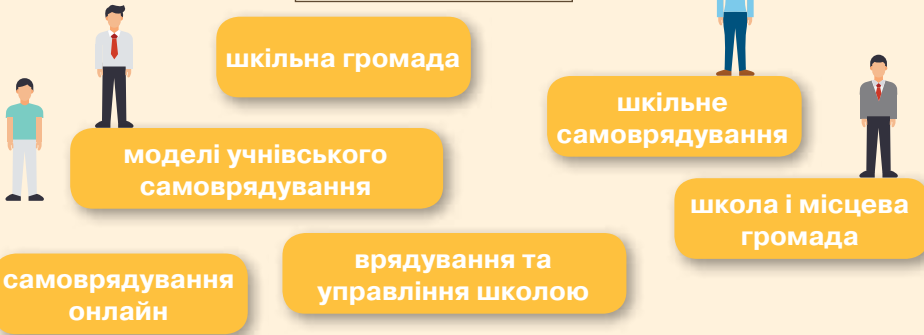 шкільна громада
шкільне
самоврядування
моделі учнівського
самоврядування
школа і місцева
громада
врядування та
управління школою
самоврядування
онлайн